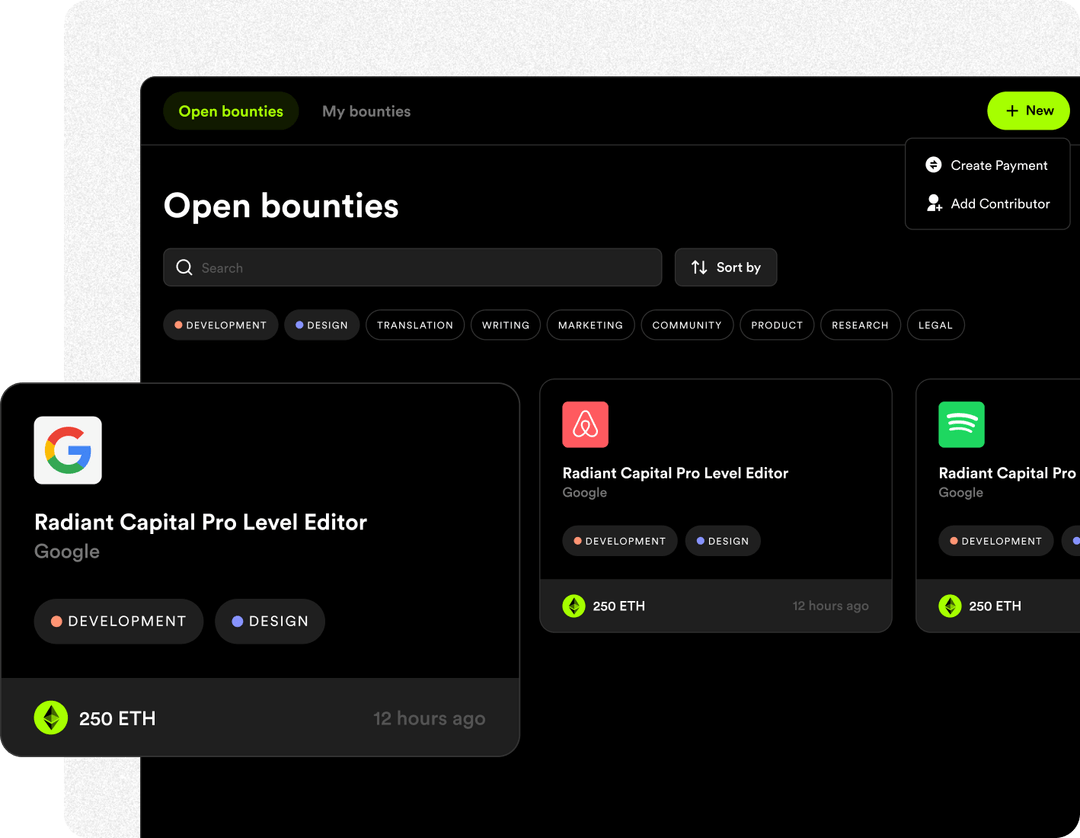 Open bounties
My bounties
New
Create Payment
Add Contributor
Open bounties
Search
Sort by
DEVELOPMENT
DESIGN
TRANSLATION
WRITING
MARKETING
COMMUNITY
PRODUCT
RESEARCH
LEGAL
Radiant Capital Pro Level Editor
Google
DEVELOPMENT
DESIGN
250 ETH
12 hours ago
Radiant Capital Pro Level Editor
Google
DEVELOPMENT
DESIGN
250 ETH
12 hours ago
Radiant Capital Pro
Google
DEVELOPMENT
250 ETH